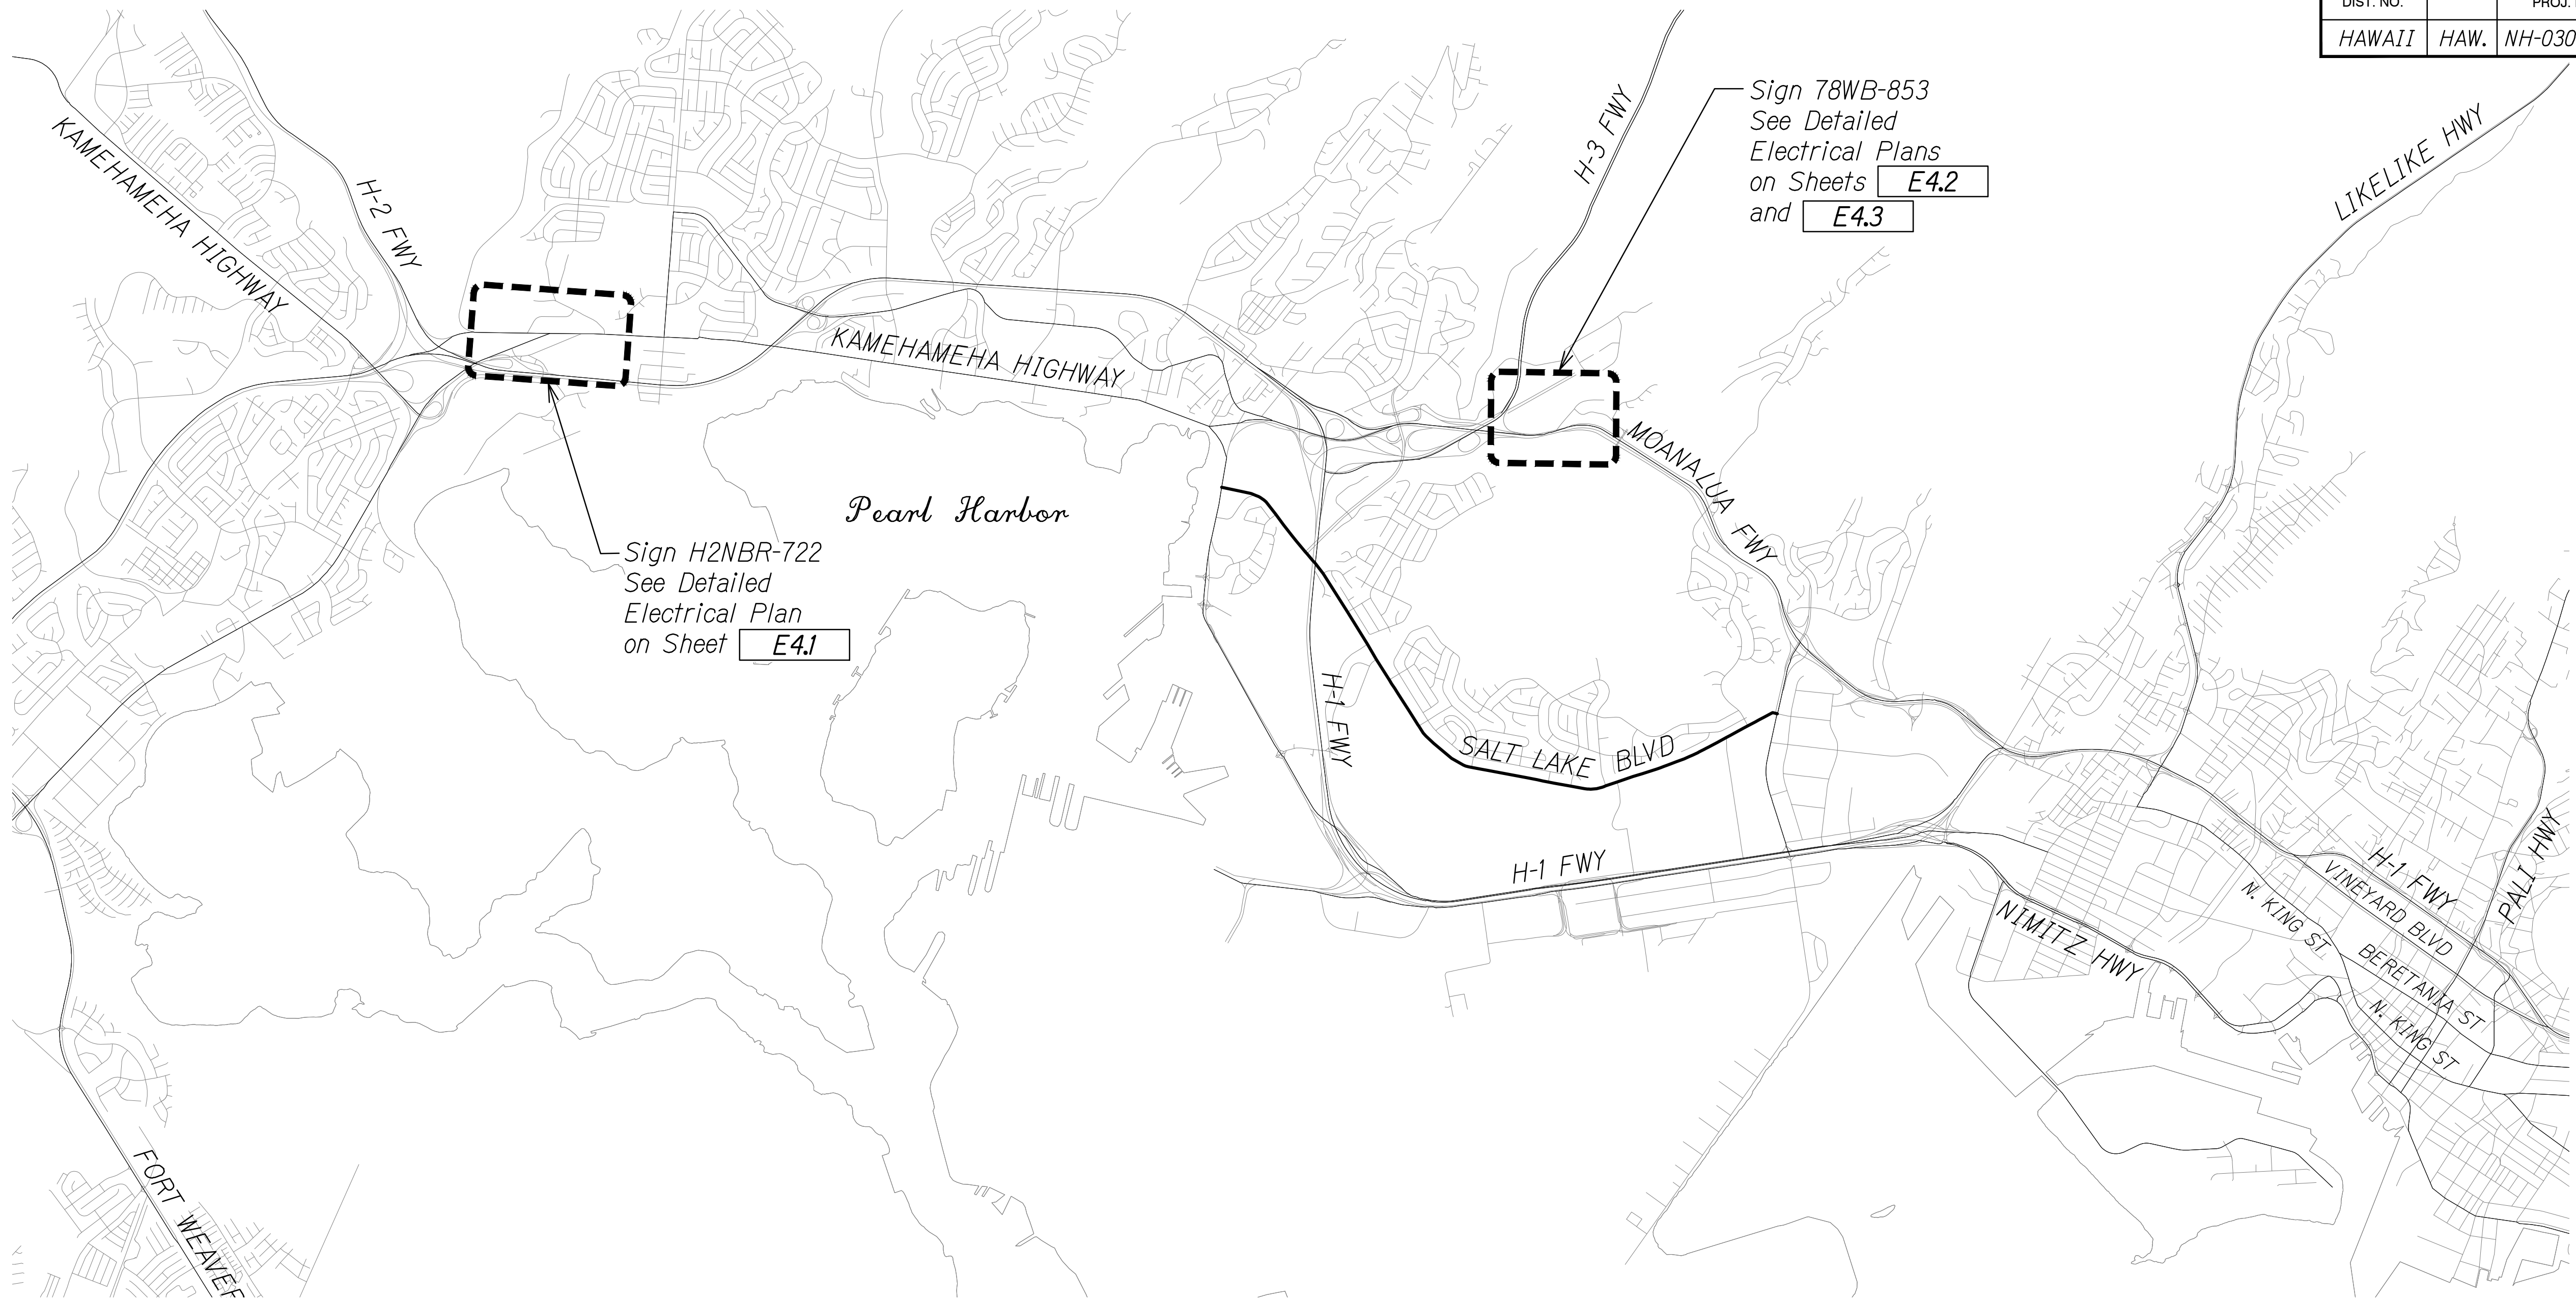 DIST. NO.
HAWAII HAW.
KAMEHAMEHA HIGHWAY
H-2 FWY
H-3 FWY
Sign 78WB-853
See Detailed
Electrical Plans
on Sheets E4.2
and E4.3
LIKELIKE HWY
KAMEHAMEHA HIGHWAY
MOANALUA FWY
Pearl Harbor
Sign H2NBR-722
See Detailed
Electrical Plan
on Sheet E4.1
H-1 FWY
SALT LAKE BLVD
H-1 FWY
NIMITZ HWY
H-1 FWY
VINEYARD BLVD
PALI HWY
N. KING ST
BERETANIA ST
N. KING ST
FORT WEAVER